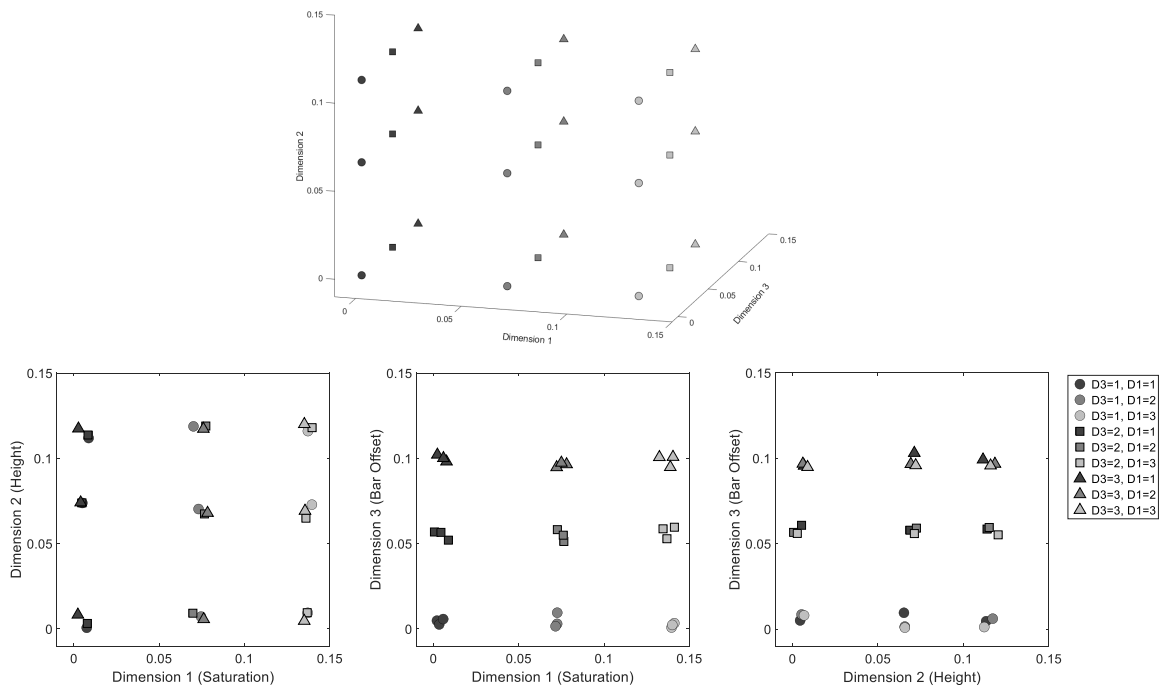 0.15
0.1
0.05
0
Dimension 2
0
0.05
0.1
0.15
Dimension 1
0
0.05
0.1
0.15
Dimension 3
0.15
0.1
0.05
0
Dimension 2 (Height)
0
0.05
0.1
0.15
Dimension 1 (Saturation)
0.15
0.1
0.05
0
Dimension 3 (Bar Offset)
0
0.05
0.1
0.15
Dimension 1 (Saturation)
0.15
0.1
0.05
0
Dimension 3 (Bar Offset)
0
0.05
0.1
0.15
Dimension 2 (Height)
D3=1, D1=1
D3=1, D1=2
D3=1, D1=3
D3=2, D1=1
D3=2, D1=2
D3=2, D1=3
D3=3, D1=1
D3=3, D1=2
D3=3, D1=3